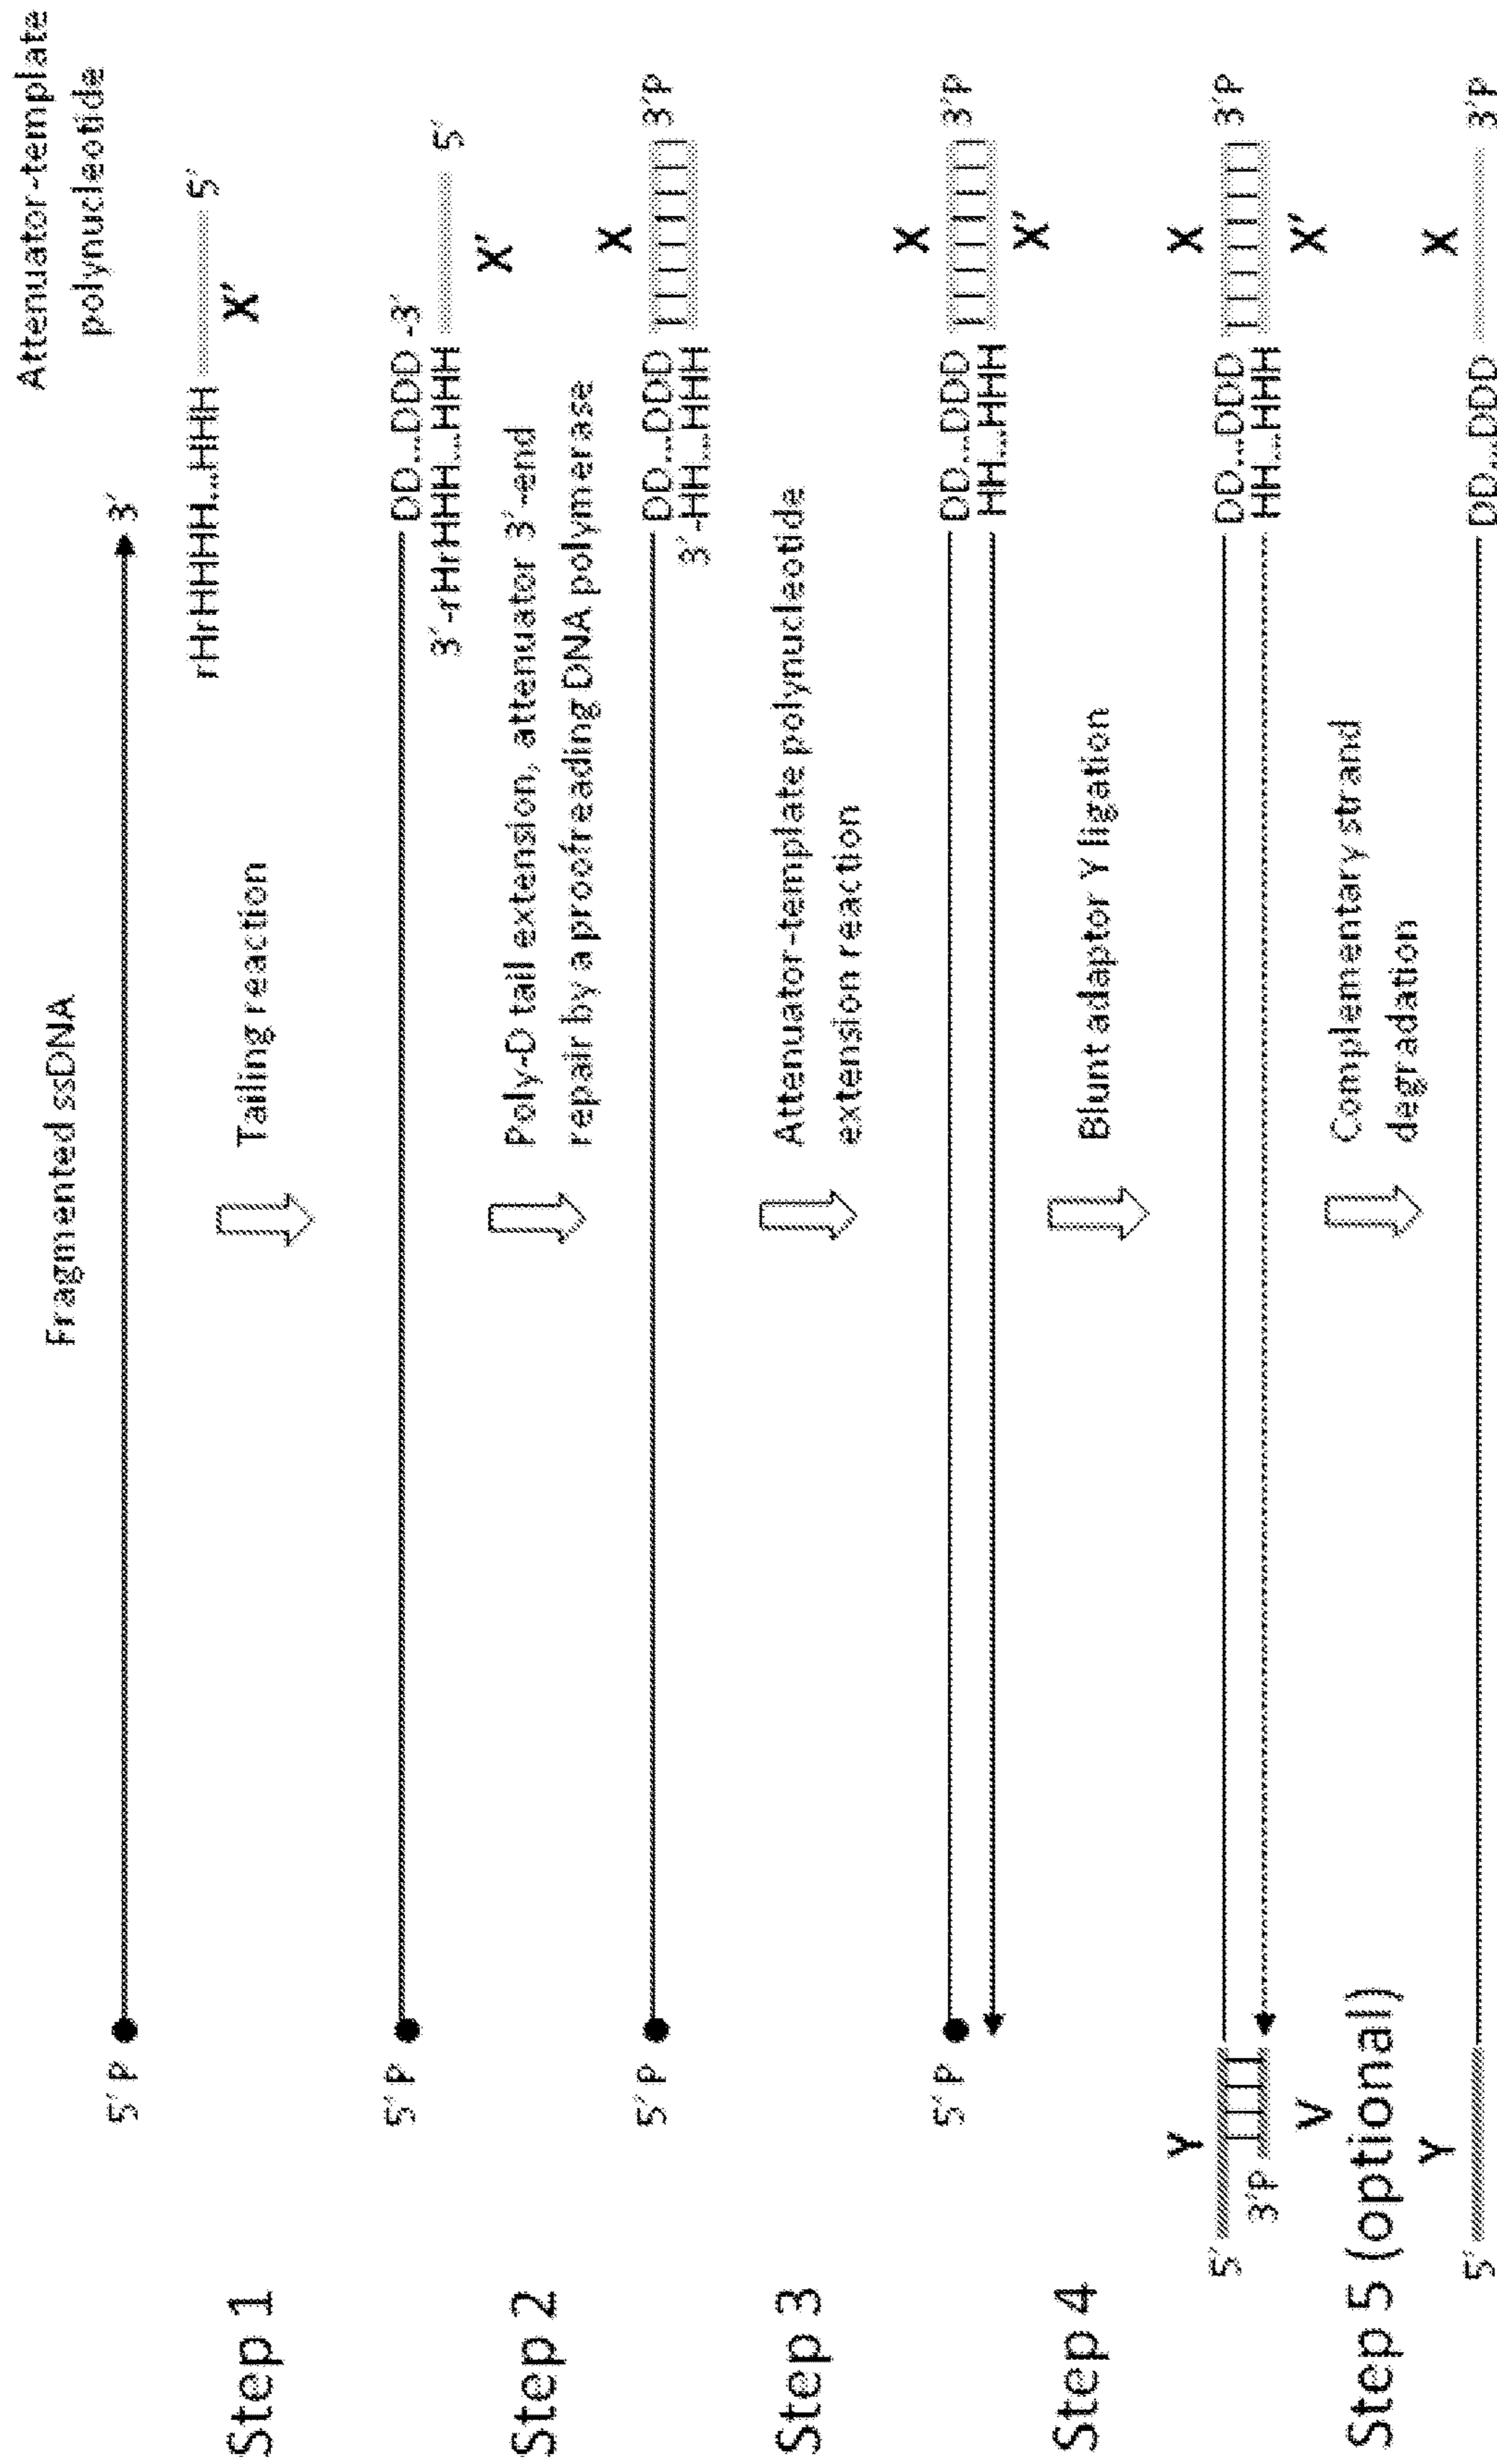 Attenuator-template
polynucleotide
Fragmented ssDNA
3′
rHrHHHH....HHH
5′
X′
5′ P
Step 1
Tailing reaction
5′ P
DD....DDD -3′
3′-rHrHHH....HHH
5′
X′
Step 2
Poly-D tail extension, attenuator 3′-end
repair by a proofreading DNA polymerase
X
5′ P
DD....DDD
3′P
3′-HH....HHH
Step 3
Attenuator-template polynucleotide
extension reaction
X
5′ P
DD....DDD
3′P
HH....HHH
X′
Step 4
Blunt adaptor Y ligation
Y
X
5′
DD....DDD
3′P
3′P
HH....HHH
V
X′
Step 5 (optional)
Complementary strand
degradation
Y
X
5′
DD....DDD
3′P